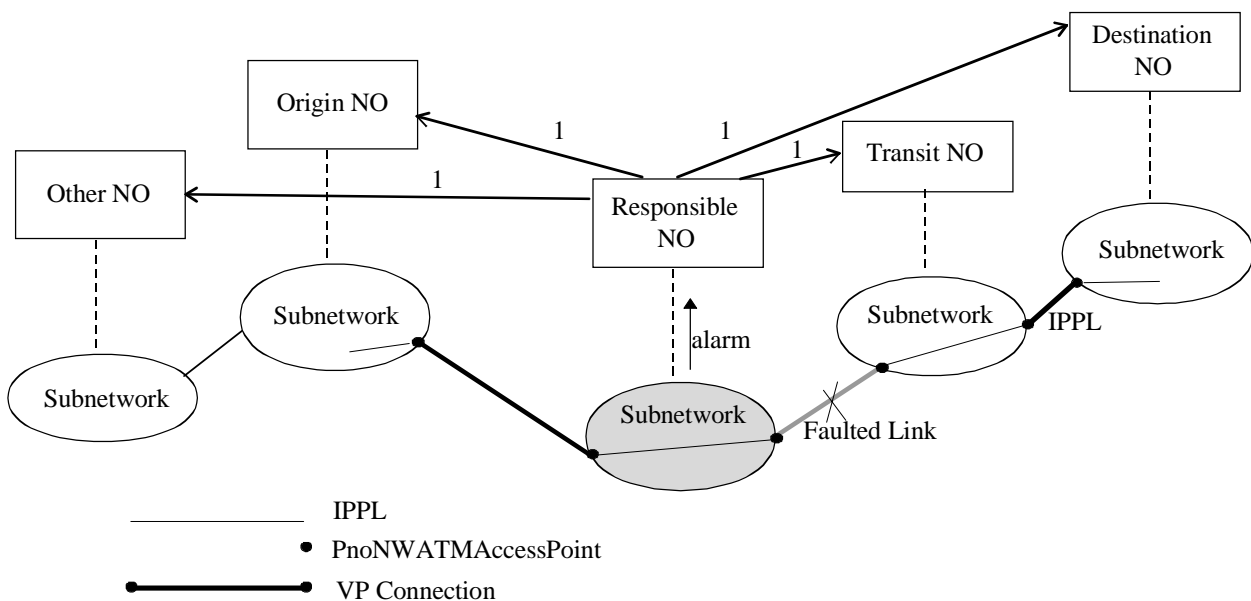 Destination
NO
Origin NO
1
1
1
Transit NO
Other NO
1
Responsible
NO
Subnetwork
Subnetwork
Subnetwork
IPPL
alarm
Subnetwork
Subnetwork
Faulted Link
IPPL
PnoNWATMAccessPoint
VP Connection